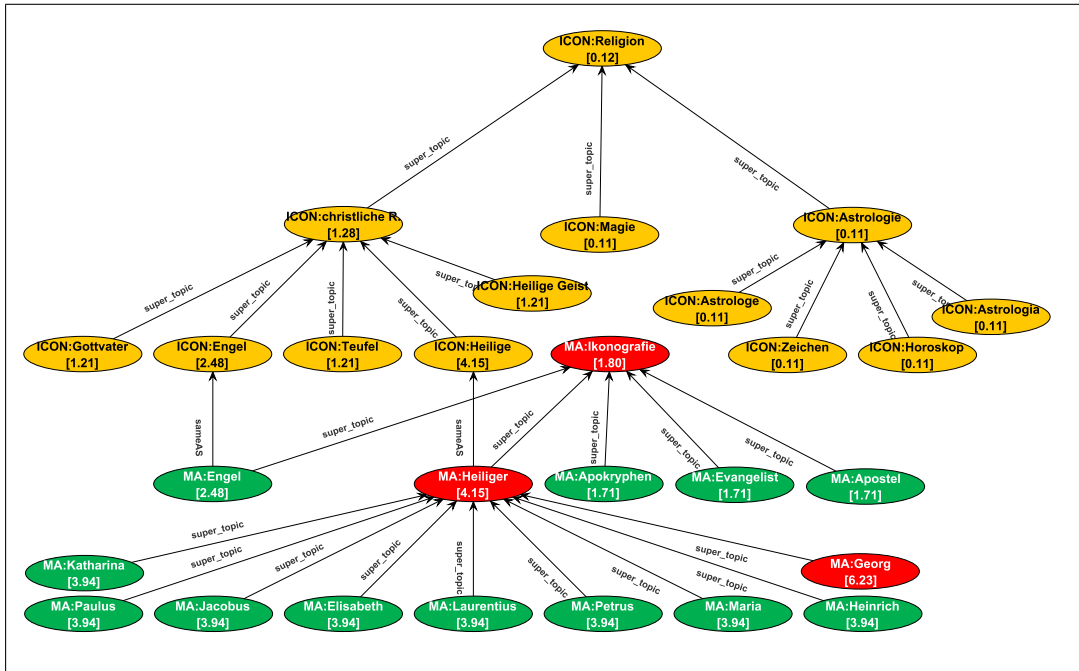 ICON:Religion
[0.12]
super_topic
super_topic
super_topic
ICON:christliche R.
[1.28]
ICON:Magie
[0.11]
ICON:Astrologie
[0.11]
super_topic
super_topic
super_topic
super_topic
super_topic
ICON:Heilige Geist
[1.21]
super_topic
super_topic
super_topic
super_topic
ICON:Astrologe
[0.11]
ICON:Astrologia
[0.11]
ICON:Gottvater
[1.21]
ICON:Engel
[2.48]
ICON:Teufel
[1.21]
ICON:Heilige
[4.15]
MA:Ikonografie
[1.80]
ICON:Zeichen
[0.11]
ICON:Horoskop
[0.11]
sameAS
super_topic
sameAS
super_topic
super_topic
super_topic
super_topic
MA:Engel
[2.48]
MA:Heiliger
[4.15]
MA:Apokryphen
[1.71]
MA:Evangelist
[1.71]
MA:Apostel
[1.71]
super_topic
super_topic
super_topic
super_topic
super_topic
super_topic
super_topic
super_topic
super_topic
MA:Katharina
[3.94]
MA:Georg
[6.23]
MA:Paulus
[3.94]
MA:Jacobus
[3.94]
MA:Elisabeth
[3.94]
MA:Laurentius
[3.94]
MA:Petrus
[3.94]
MA:Maria
[3.94]
MA:Heinrich
[3.94]